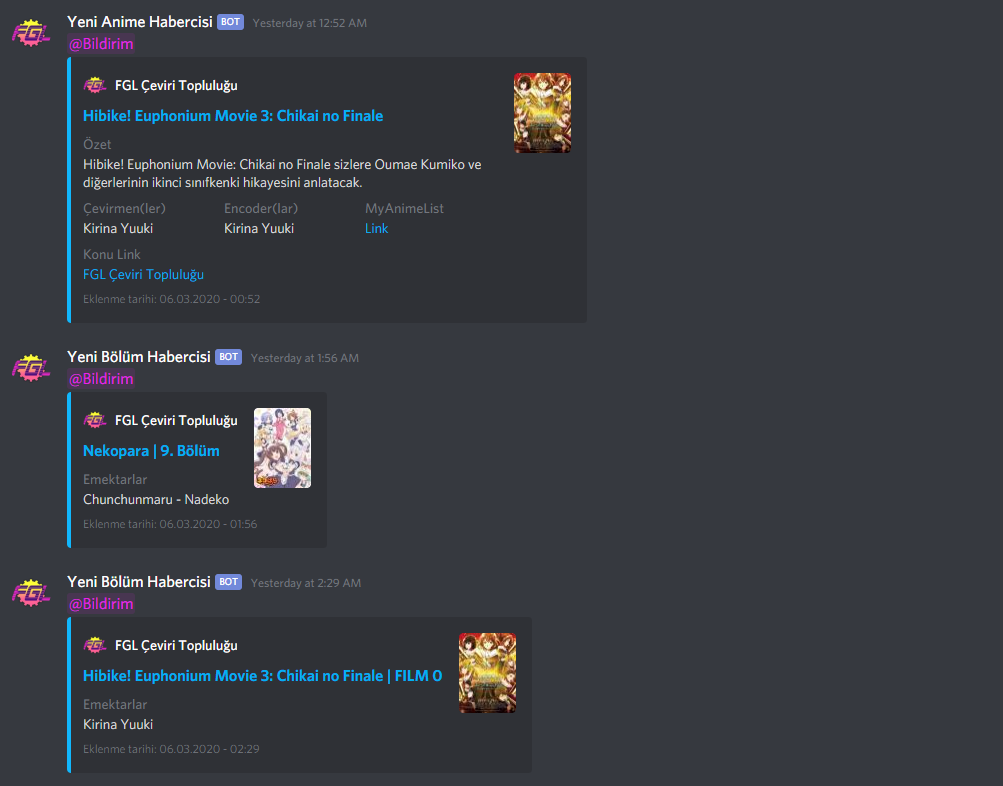 FGL
Yeni Anime Habercisi BOT Yesterday at 12:52 AM
@Bildirim
FGL FGL Çeviri Topluluğu
Hibike! Euphonium Movie 3: Chikai no Finale
Özet
Hibike! Euphonium Movie: Chikai no Finale sizlere Oumae Kumiko ve
diğerlerinin ikinci sınıfkenki hikayesini anlatacak.
Çevirmen(ler) Encoder(lar) MyAnimeList
Kirina Yuuki Kirina Yuuki Link
Konu Link
FGL Çeviri Topluluğu
Eklenme tarihi: 06.03.2020 - 00:52
FGL
Yeni Bölüm Habercisi BOT Yesterday at 1:56 AM
@Bildirim
FGL FGL Çeviri Topluluğu
Nekopara | 9. Bölüm
Emektarlar
Chunchunmaru - Nadeko
Eklenme tarihi: 06.03.2020 - 01:56
FGL
Yeni Bölüm Habercisi BOT Yesterday at 2:29 AM
@Bildirim
FGL FGL Çeviri Topluluğu
Hibike! Euphonium Movie 3: Chikai no Finale | FILM 0
Emektarlar
Kirina Yuuki
Eklenme tarihi: 06.03.2020 - 02:29